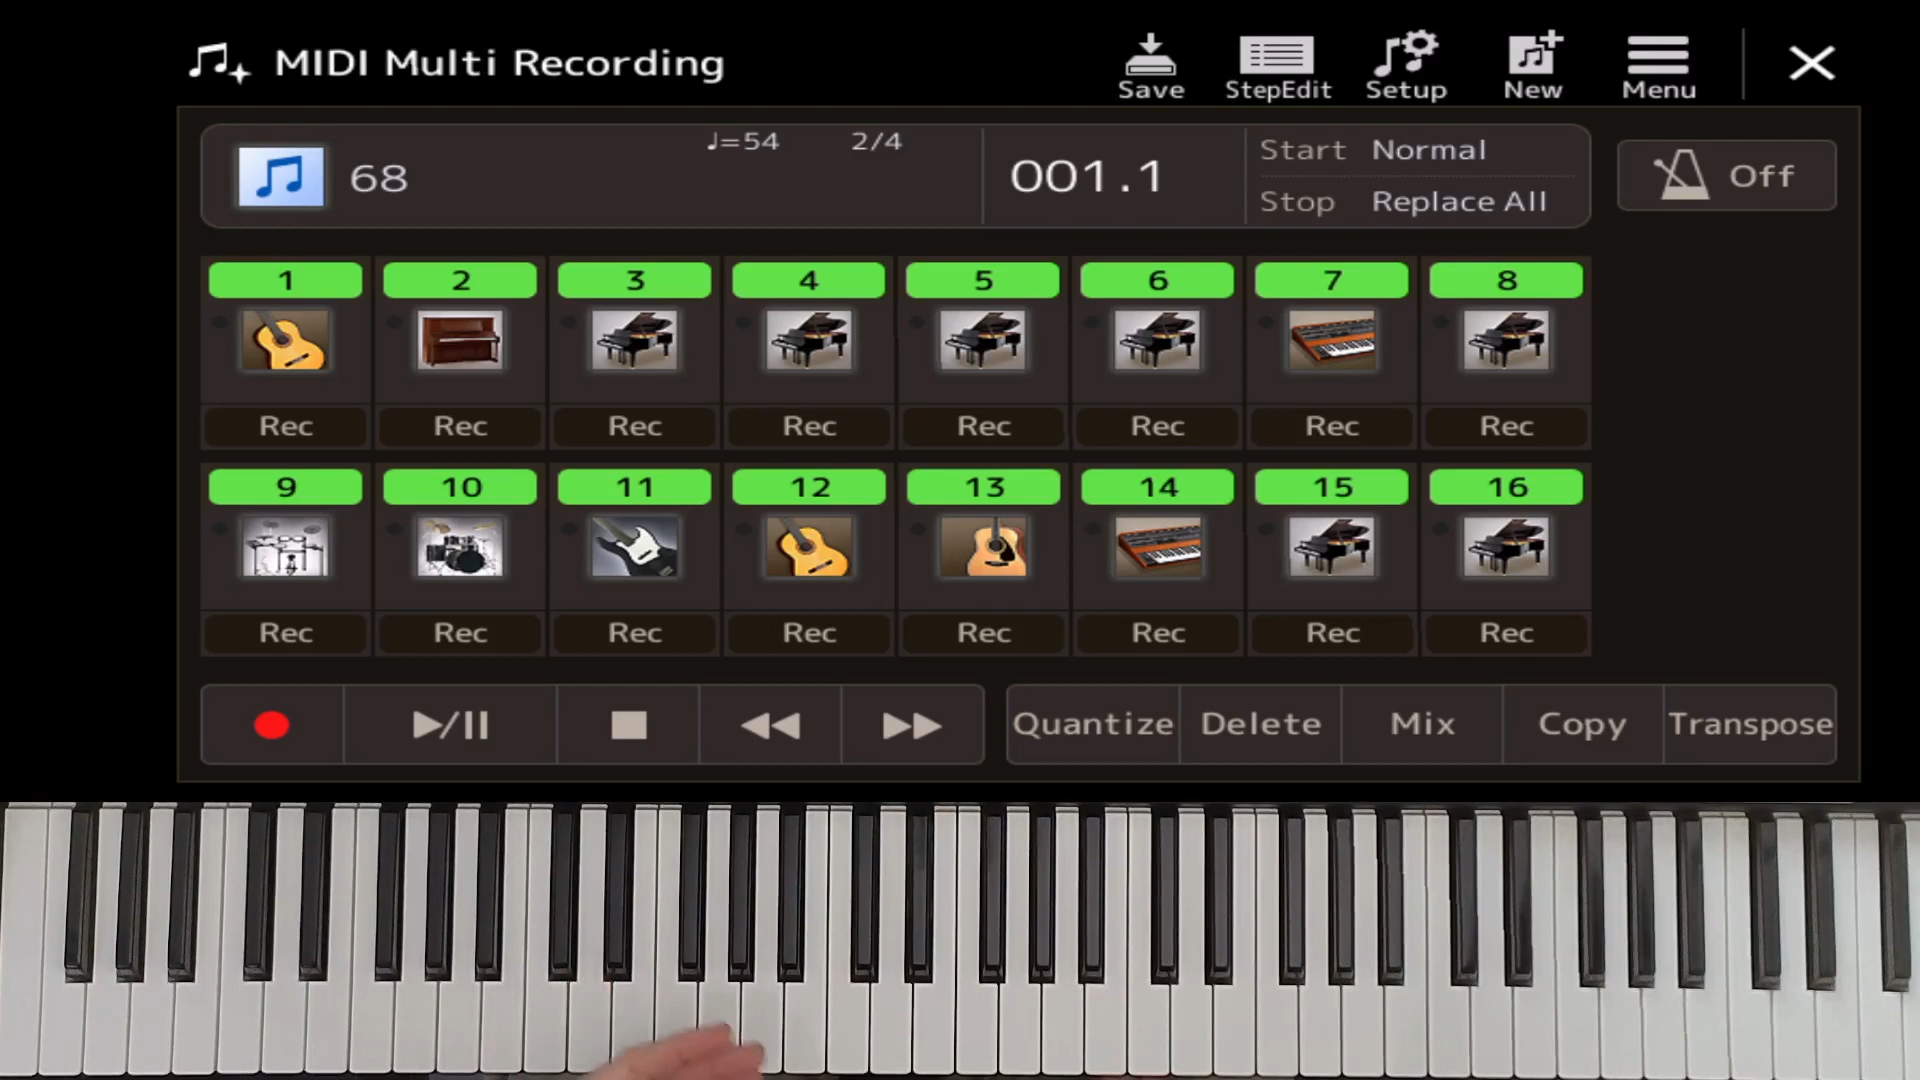 MIDI Multi Recording
Save StepEdit Setup New Menu
68 ♩=54 2/4 001.1
Start Normal
Stop Replace All
Off
1 2 3 4 5 6 7 8
Rec Rec Rec Rec Rec Rec Rec Rec
9 10 11 12 13 14 15 16
Rec Rec Rec Rec Rec Rec Rec Rec
Quantize Delete Mix Copy Transpose